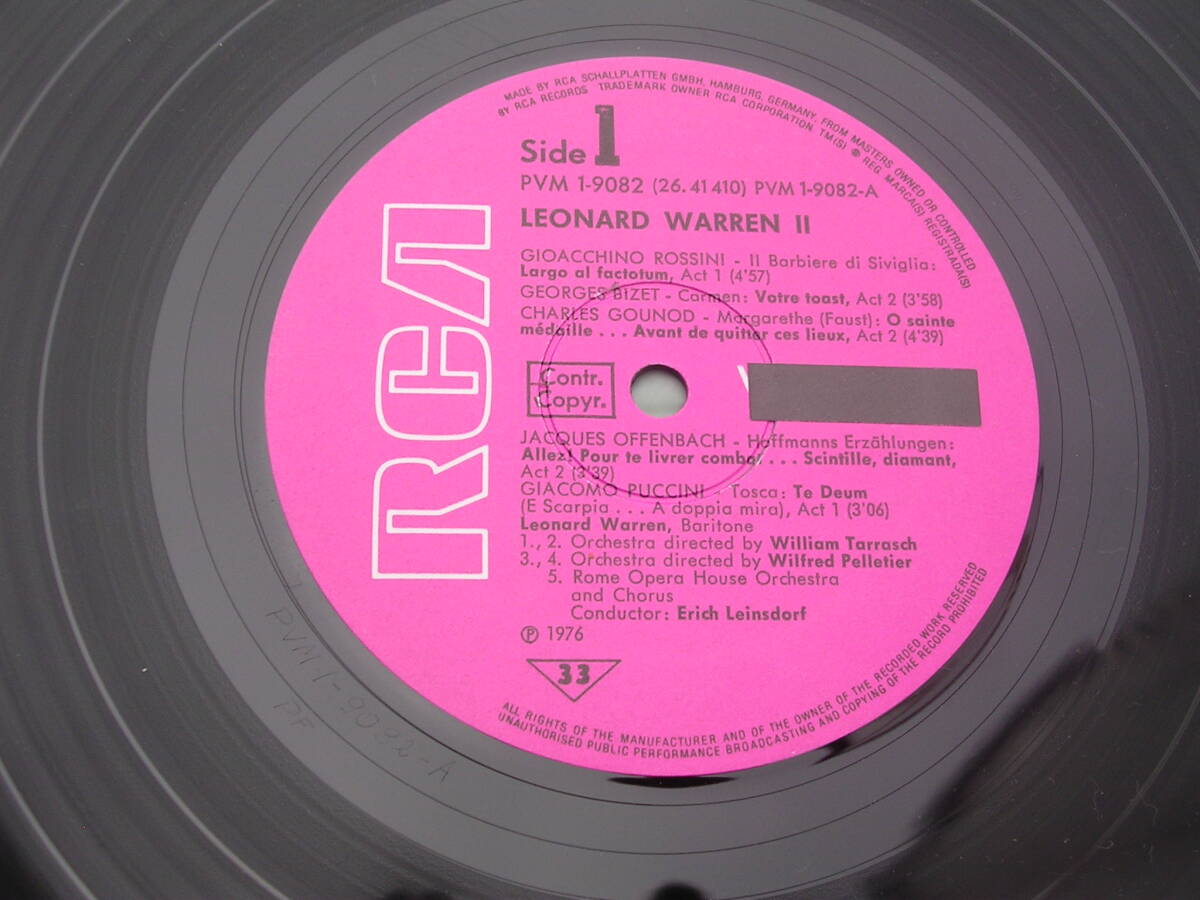 MADE BY RCA SCHALLPLATTEN GMBH, HAMBURG, GERMANY, FROM MASTERS OWNED OR CONTROLLED
BY RCA RECORDS TRADEMARK OWNER RCA CORPORATION TM(S) ® REG MARCA(S) REGISTRADA(S)
Side 1
PVM 1-9082 (26.41410) PVM 1-9082-A
LEONARD WARREN II
GIOACCHINO ROSSINI - Il Barbiere di Siviglia:
Largo al factotum, Act 1 (4'57)
GEORGES BIZET - Carmen: Votre toast, Act 2 (3'58)
CHARLES GOUNOD - Margarethe (Faust): O sainte
médaille . . . Avant de quitter ces lieux, Act 2 (4'39)
Contr.
Copyr.
JACQUES OFFENBACH - Hoffmanns Erzählungen:
Allez! Pour te livrer combat . . . Scintille, diamant,
Act 2 (3'39)
GIACOMO PUCCINI - Tosca: Te Deum
(E Scarpia . . . A doppia mira), Act 1 (3'06)
Leonard Warren, Baritone
1., 2. Orchestra directed by William Tarrasch
3., 4. Orchestra directed by Wilfred Pelletier
5. Rome Opera House Orchestra
and Chorus
Conductor: Erich Leinsdorf
℗ 1976
33
ALL RIGHTS OF THE MANUFACTURER AND OF THE OWNER OF THE RECORDED WORK RESERVED
UNAUTHORISED PUBLIC PERFORMANCE BROADCASTING AND COPYING OF THE RECORD PROHIBITED
RCA
PVM 1-9082-A
PF